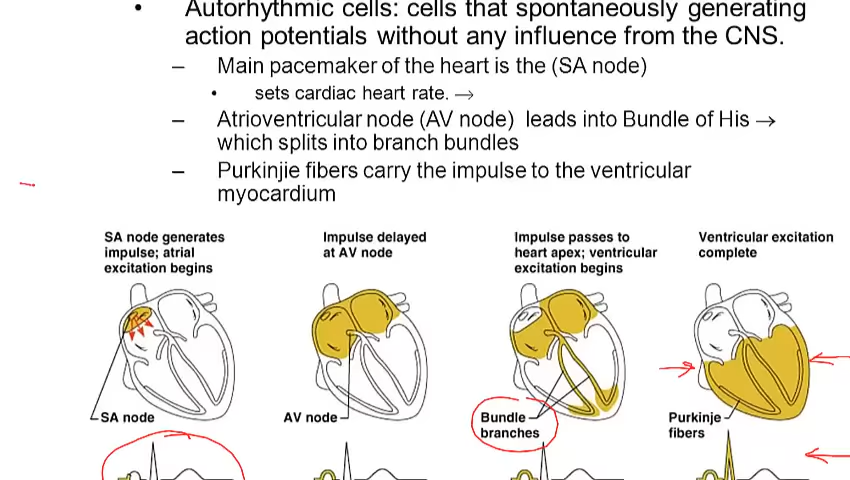 • Autorhythmic cells: cells that spontaneously generating
action potentials without any influence from the CNS.
– Main pacemaker of the heart is the (SA node)
• sets cardiac heart rate. →
– Atrioventricular node (AV node) leads into Bundle of His →
which splits into branch bundles
– Purkinjie fibers carry the impulse to the ventricular
myocardium
SA node generates
impulse; atrial
excitation begins
Impulse delayed
at AV node
Impulse passes to
heart apex; ventricular
excitation begins
Ventricular excitation
complete
SA node
AV node
Bundle
branches
Purkinje
fibers